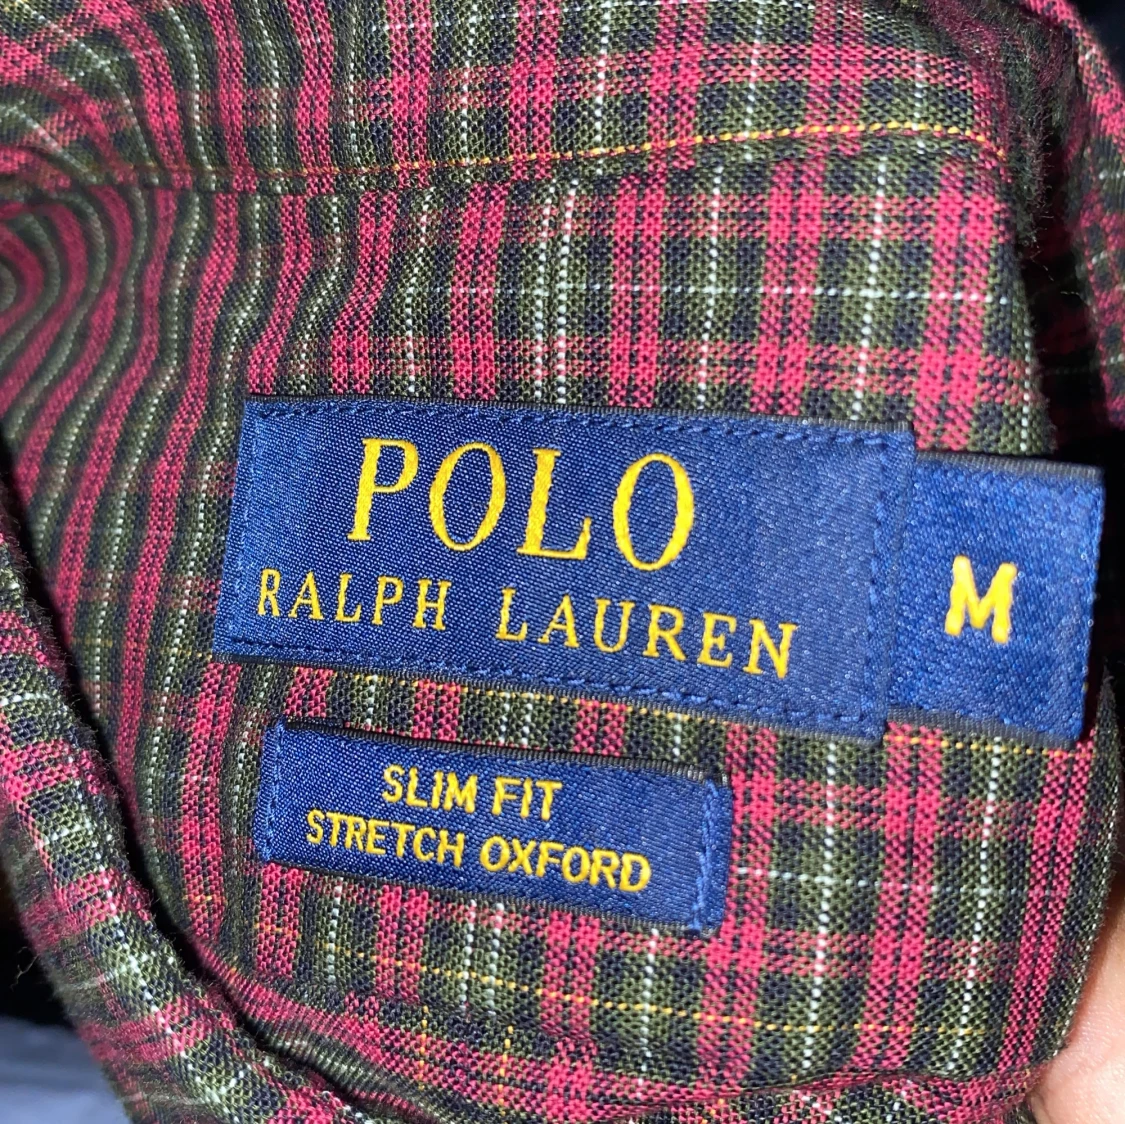 POLO
RALPH LAUREN
M
SLIM FIT
STRETCH OXFORD